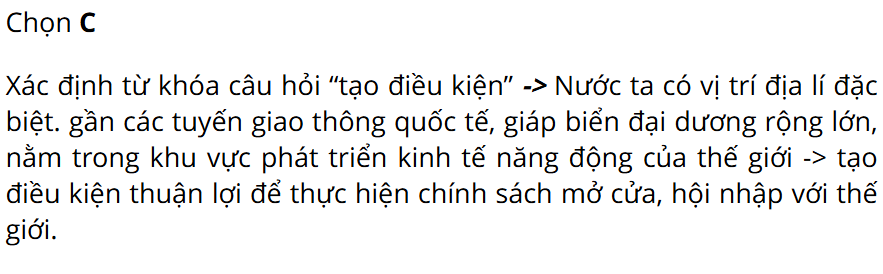 Chọn C
Xác định từ khóa câu hỏi “tạo điều kiện” -> Nước ta có vị trí địa lí đặc
biệt. gần các tuyến giao thông quốc tế, giáp biển đại dương rộng lớn,
nằm trong khu vực phát triển kinh tế năng động của thế giới -> tạo
điều kiện thuận lợi để thực hiện chính sách mở cửa, hội nhập với thế
giới.